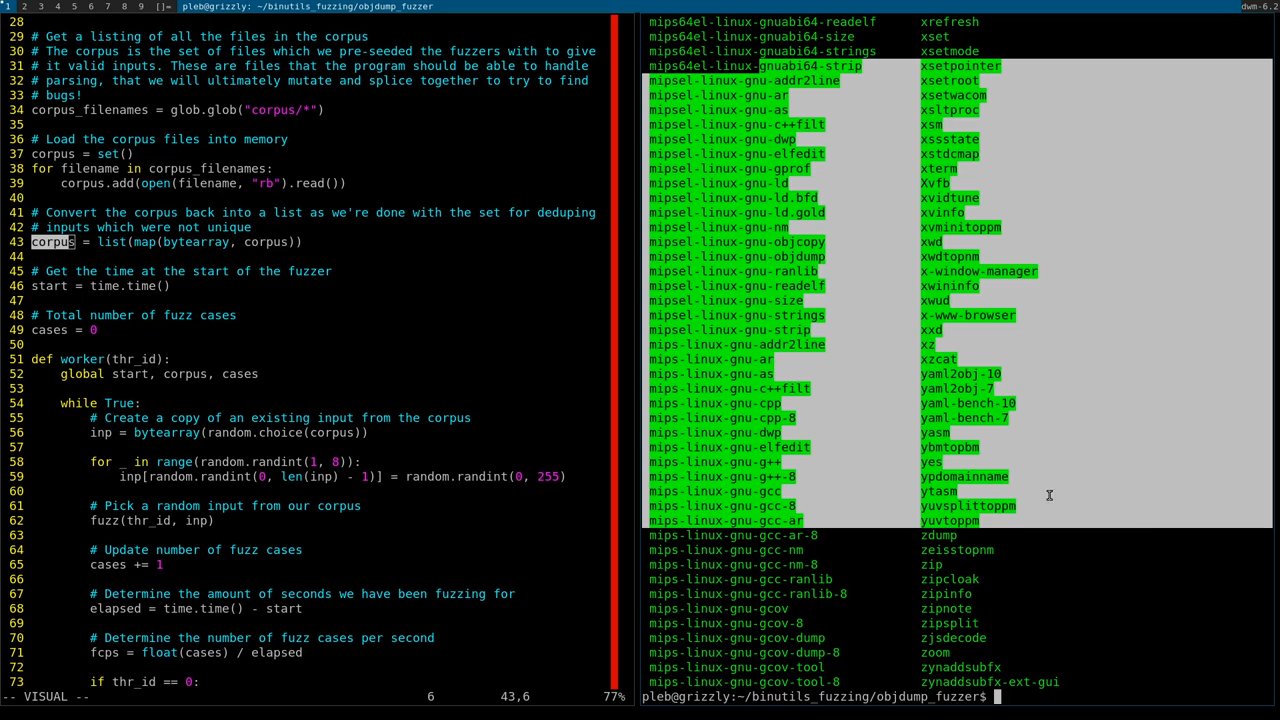 1 2 3 4 5 6 7 8 9 []= pleb@grizzly: ~/binutils_fuzzing/objdump_fuzzer dwm-6.2
28
29 # Get a listing of all the files in the corpus
30 # The corpus is the set of files which we pre-seeded the fuzzers with to give
31 # it valid inputs. These are files that the program should be able to handle
32 # parsing, that we will ultimately mutate and splice together to try to find
33 # bugs!
34 corpus_filenames = glob.glob("corpus/*")
35
36 # Load the corpus files into memory
37 corpus = set()
38 for filename in corpus_filenames:
39     corpus.add(open(filename, "rb").read())
40
41 # Convert the corpus back into a list as we're done with the set for deduping
42 # inputs which were not unique
43 corpus = list(map(bytearray, corpus))
44
45 # Get the time at the start of the fuzzer
46 start = time.time()
47
48 # Total number of fuzz cases
49 cases = 0
50
51 def worker(thr_id):
52     global start, corpus, cases
53
54     while True:
55         # Create a copy of an existing input from the corpus
56         inp = bytearray(random.choice(corpus))
57
58         for _ in range(random.randint(1, 8)):
59             inp[random.randint(0, len(inp) - 1)] = random.randint(0, 255)
60
61         # Pick a random input from our corpus
62         fuzz(thr_id, inp)
63
64         # Update number of fuzz cases
65         cases += 1
66
67         # Determine the amount of seconds we have been fuzzing for
68         elapsed = time.time() - start
69
70         # Determine the number of fuzz cases per second
71         fcps = float(cases) / elapsed
72
73         if thr_id == 0:
-- VISUAL -- 6 43,6 77%
mips64el-linux-gnuabi64-readelf xrefresh
mips64el-linux-gnuabi64-size xset
mips64el-linux-gnuabi64-strings xsetmode
mips64el-linux-gnuabi64-strip xsetpointer
mipsel-linux-gnu-addr2line xsetroot
mipsel-linux-gnu-ar xsetwacom
mipsel-linux-gnu-as xsltproc
mipsel-linux-gnu-c++filt xsm
mipsel-linux-gnu-dwp xssstate
mipsel-linux-gnu-elfedit xstdcmap
mipsel-linux-gnu-gprof xterm
mipsel-linux-gnu-ld Xvfb
mipsel-linux-gnu-ld.bfd xvidtune
mipsel-linux-gnu-ld.gold xvinfo
mipsel-linux-gnu-nm xvminitoppm
mipsel-linux-gnu-objcopy xwd
mipsel-linux-gnu-objdump xwdtopnm
mipsel-linux-gnu-ranlib x-window-manager
mipsel-linux-gnu-readelf xwininfo
mipsel-linux-gnu-size xwud
mipsel-linux-gnu-strings x-www-browser
mipsel-linux-gnu-strip xxd
mips-linux-gnu-addr2line xz
mips-linux-gnu-ar xzcat
mips-linux-gnu-as yaml2obj-10
mips-linux-gnu-c++filt yaml2obj-7
mips-linux-gnu-cpp yaml-bench-10
mips-linux-gnu-cpp-8 yaml-bench-7
mips-linux-gnu-dwp yasm
mips-linux-gnu-elfedit ybmtopbm
mips-linux-gnu-g++ yes
mips-linux-gnu-g++-8 ypdomainname
mips-linux-gnu-gcc ytasm
mips-linux-gnu-gcc-8 yuvsplittoppm
mips-linux-gnu-gcc-ar yuvtoppm
mips-linux-gnu-gcc-ar-8 zdump
mips-linux-gnu-gcc-nm zeisstopnm
mips-linux-gnu-gcc-nm-8 zip
mips-linux-gnu-gcc-ranlib zipcloak
mips-linux-gnu-gcc-ranlib-8 zipinfo
mips-linux-gnu-gcov zipnote
mips-linux-gnu-gcov-8 zipsplit
mips-linux-gnu-gcov-dump zjsdecode
mips-linux-gnu-gcov-dump-8 zoom
mips-linux-gnu-gcov-tool zynaddsubfx
mips-linux-gnu-gcov-tool-8 zynaddsubfx-ext-gui
pleb@grizzly:~/binutils_fuzzing/objdump_fuzzer$